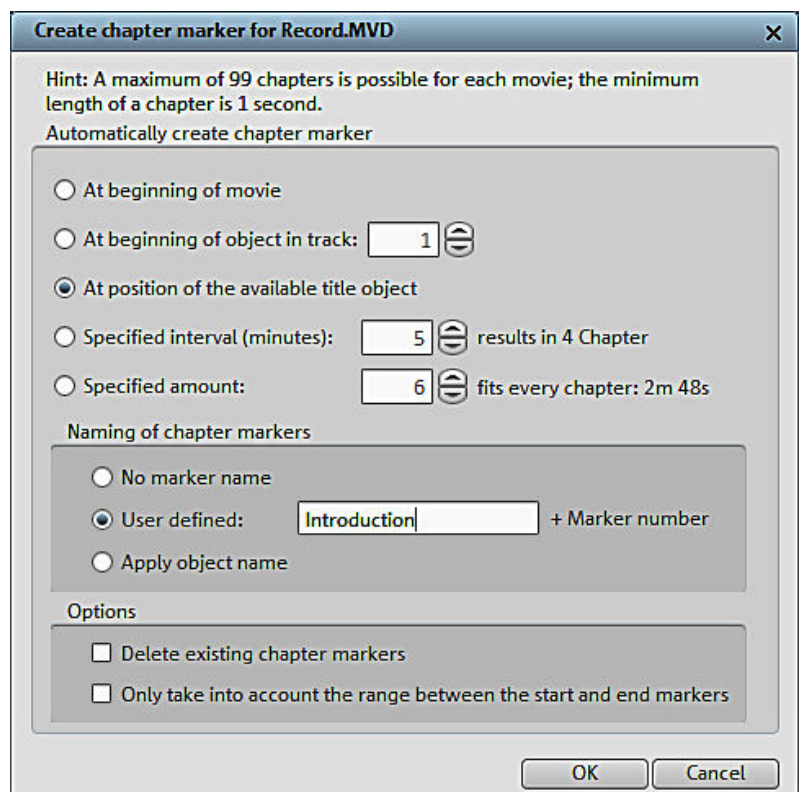 Create chapter marker for Record.MVD
Hint: A maximum of 99 chapters is possible for each movie; the minimum
length of a chapter is 1 second.
Automatically create chapter marker
At beginning of movie
At beginning of object in track: 1
At position of the available title object
Specified interval (minutes): 5 results in 4 Chapter
Specified amount: 6 fits every chapter: 2m 48s
Naming of chapter markers
No marker name
User defined: Introduction + Marker number
Apply object name
Options
Delete existing chapter markers
Only take into account the range between the start and end markers
OK Cancel